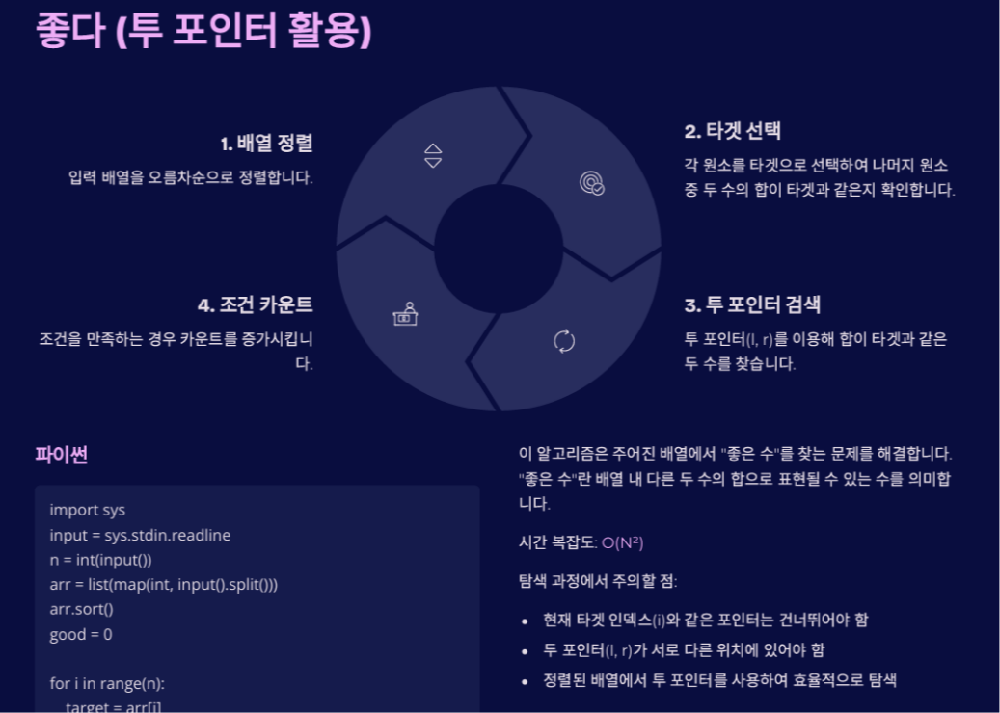 좋다 (투 포인터 활용)
1. 배열 정렬
입력 배열을 오름차순으로 정렬합니다.
2. 타겟 선택
각 원소를 타겟으로 선택하여 나머지 원소
중 두 수의 합이 타겟과 같은지 확인합니다.
3. 투 포인터 검색
투 포인터(l, r)를 이용해 합이 타겟과 같은
두 수를 찾습니다.
4. 조건 카운트
조건을 만족하는 경우 카운트를 증가시킵니
다.
파이썬
import sys
input = sys.stdin.readline
n = int(input())
arr = list(map(int, input().split()))
arr.sort()
good = 0
for i in range(n):
target = arr[i]
이 알고리즘은 주어진 배열에서 "좋은 수"를 찾는 문제를 해결합니다.
"좋은 수"란 배열 내 다른 두 수의 합으로 표현될 수 있는 수를 의미합
니다.
시간 복잡도: O(N²)
탐색 과정에서 주의할 점:
• 현재 타겟 인덱스(i)와 같은 포인터는 건너뛰어야 함
• 두 포인터(l, r)가 서로 다른 위치에 있어야 함
• 정렬된 배열에서 투 포인터를 사용하여 효율적으로 탐색